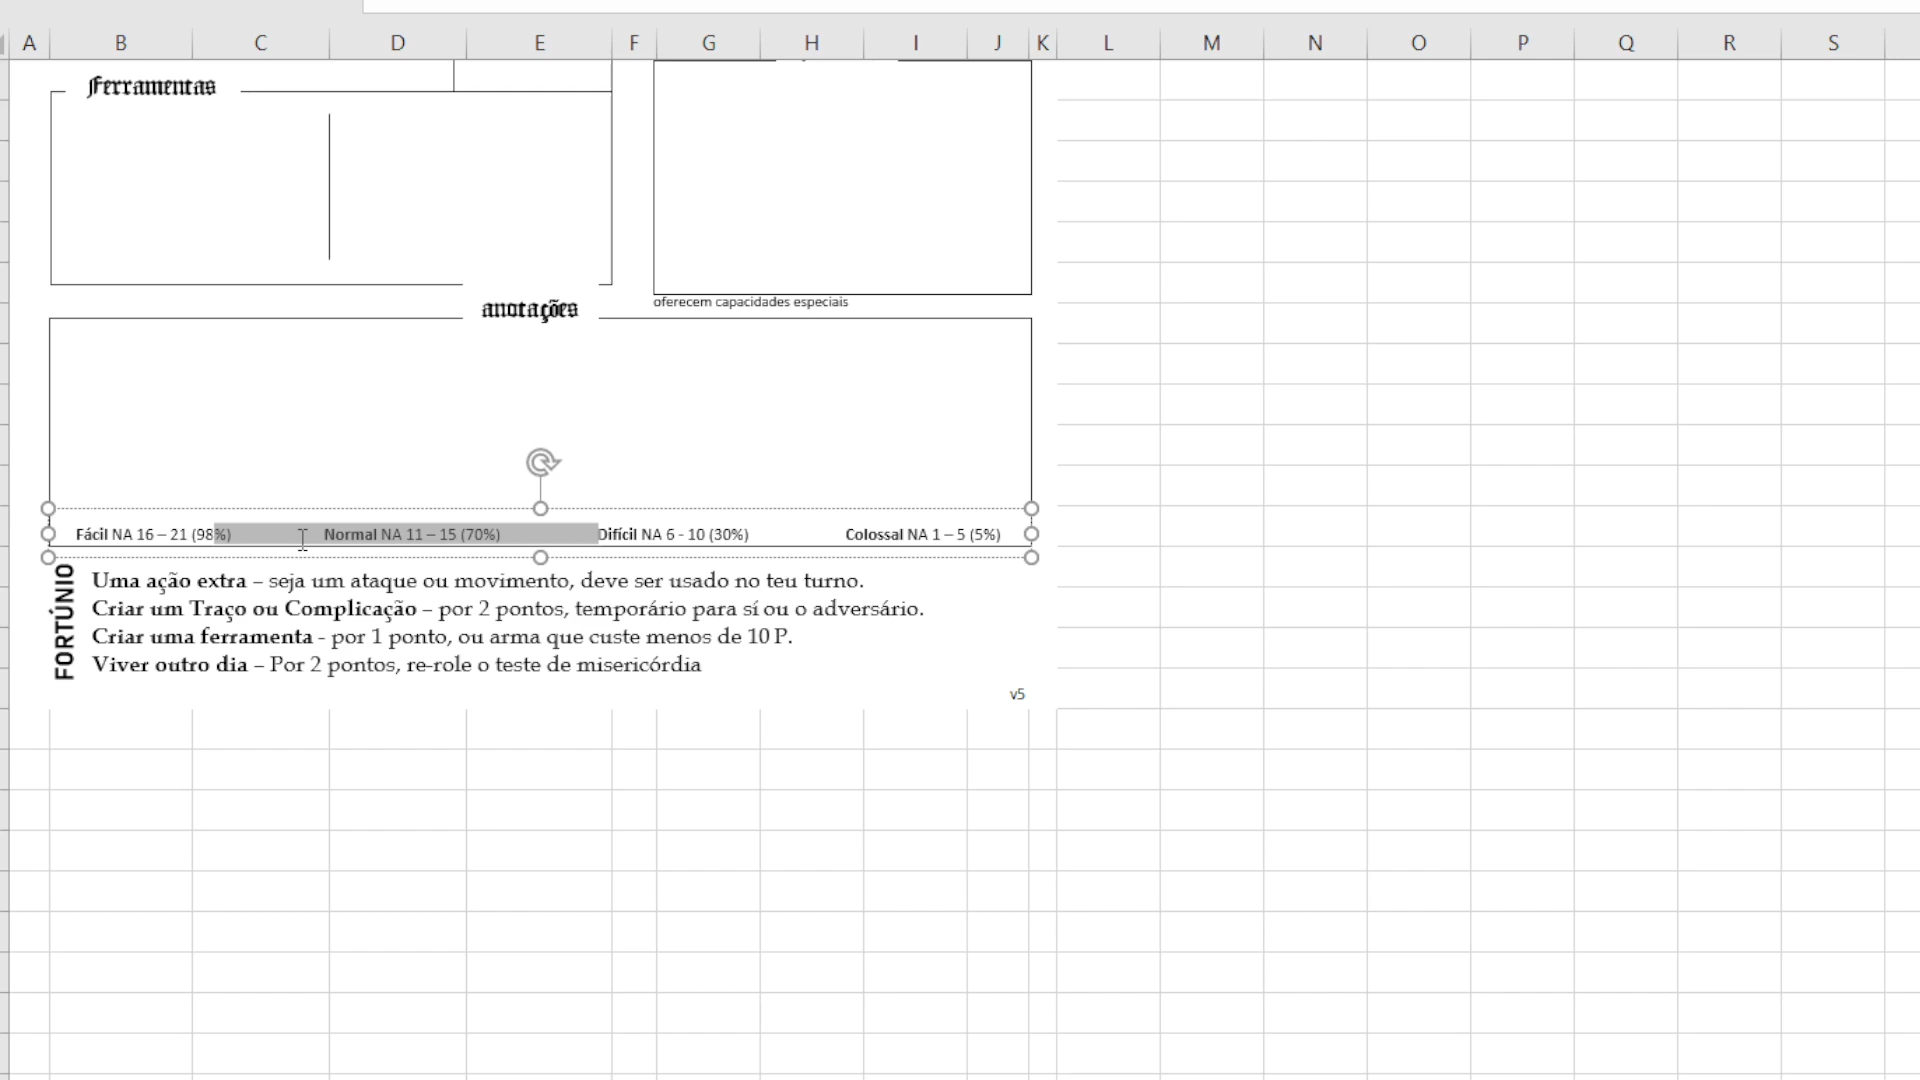 A B C D E F G H I J K L M N O P Q R S
Ferramentas
oferecem capacidades especiais
anotações
Fácil NA 16 – 21 (98%) Normal NA 11 – 15 (70%) Difícil NA 6 - 10 (30%) Colossal NA 1 – 5 (5%)
FORTÚNIO
Uma ação extra – seja um ataque ou movimento, deve ser usado no teu turno.
Criar um Traço ou Complicação – por 2 pontos, temporário para sí ou o adversário.
Criar uma ferramenta - por 1 ponto, ou arma que custe menos de 10 P.
Viver outro dia – Por 2 pontos, re-role o teste de misericórdia
v5